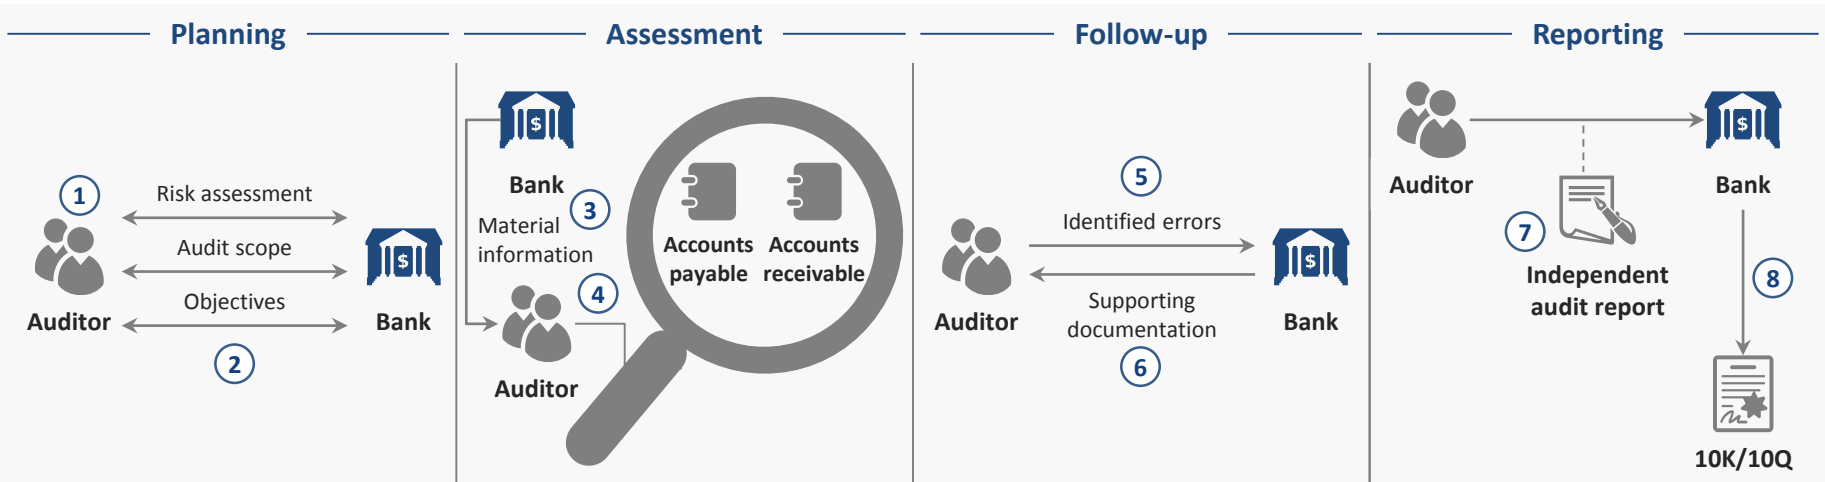 Planning
1
Risk assessment
Audit scope
Objectives
$
Auditor
Bank
2
Assessment
$
Bank
3
Material
information
4
Auditor
Accounts
payable
Accounts
receivable
Follow-up
5
Identified errors
$
Supporting
documentation
Auditor
Bank
6
Reporting
$
Auditor
Bank
7
Independent
audit report
8
10K/10Q